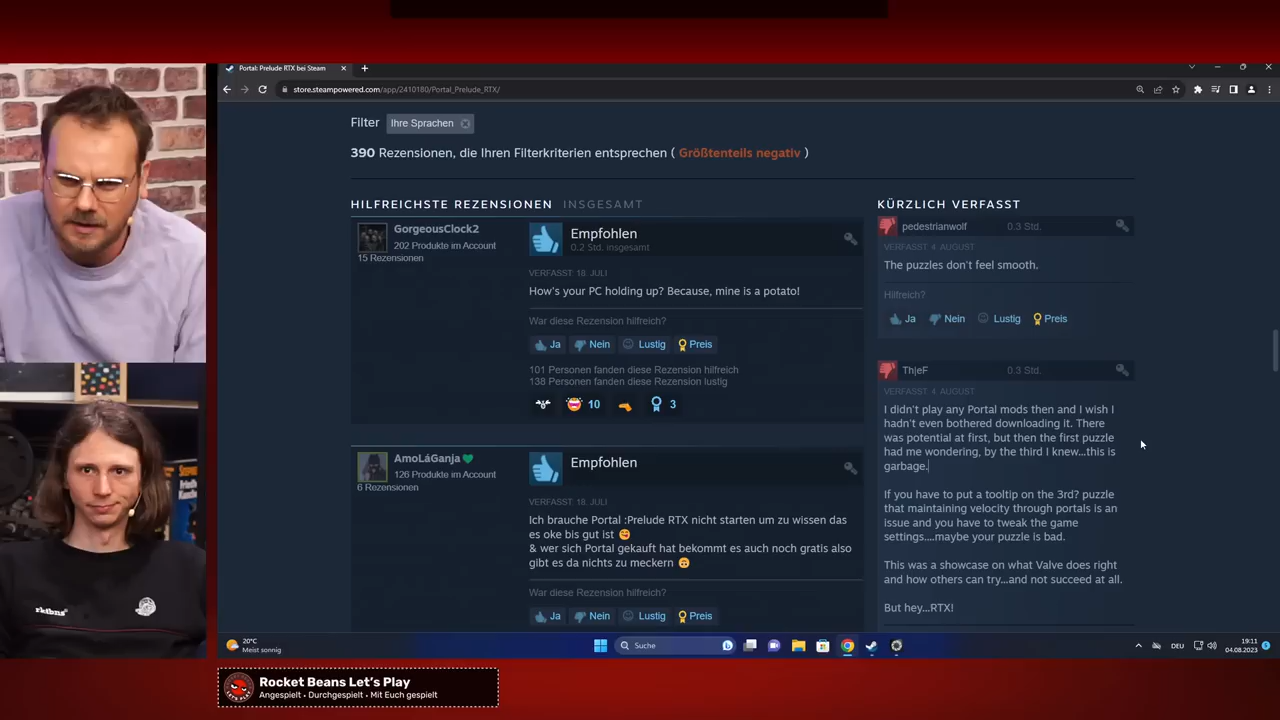 Portal: Prelude RTX bei Steam
store.steampowered.com/app/2410180/Portal_Prelude_RTX/
Filter
Ihre Sprachen
390 Rezensionen, die Ihren Filterkriterien entsprechen ( Größtenteils negativ )
HILFREICHSTE REZENSIONEN INSGESAMT
GorgeousClock2
202 Produkte im Account
15 Rezensionen
Empfohlen
0.2 Std. insgesamt
VERFASST: 18. JULI
How's your PC holding up? Because, mine is a potato!
War diese Rezension hilfreich?
Ja Nein Lustig Preis
101 Personen fanden diese Rezension hilfreich
138 Personen fanden diese Rezension lustig
10 3
AmoLáGanja
126 Produkte im Account
6 Rezensionen
Empfohlen
VERFASST: 18. JULI
Ich brauche Portal :Prelude RTX nicht starten um zu wissen das
es oke bis gut ist 😋
& wer sich Portal gekauft hat bekommt es auch noch gratis also
gibt es da nichts zu meckern 🙃
War diese Rezension hilfreich?
Ja Nein Lustig Preis
KÜRZLICH VERFASST
pedestrianwolf 0.3 Std.
VERFASST: 4. AUGUST
The puzzles don't feel smooth.
Hilfreich?
Ja Nein Lustig Preis
Th|eF 0.3 Std.
VERFASST: 4. AUGUST
I didn't play any Portal mods then and I wish I
hadn't even bothered downloading it. There
was potential at first, but then the first puzzle
had me wondering, by the third I knew...this is
garbage.
If you have to put a tooltip on the 3rd? puzzle
that maintaining velocity through portals is an
issue and you have to tweak the game
settings....maybe your puzzle is bad.
This was a showcase on what Valve does right
and how others can try...and not succeed at all.
But hey...RTX!
20°C
Meist sonnig
Suche
DEU
19:11
04.08.2023
rktbns
Rocket Beans Let's Play
Angespielt • Durchgespielt • Mit Euch gespielt